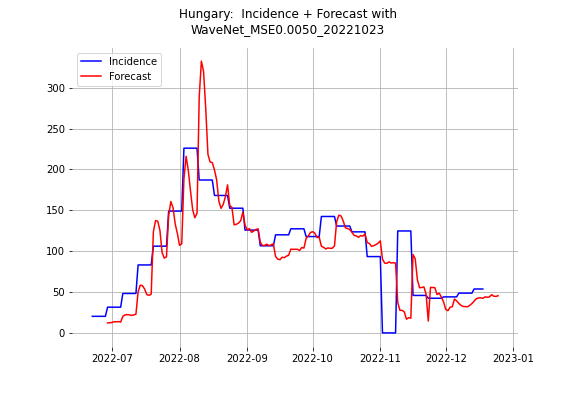 Hungary:  Incidence + Forecast with
WaveNet_MSE0.0050_20221023
Incidence
Forecast
300
250
200
150
100
50
0
2022-07 2022-08 2022-09 2022-10 2022-11 2022-12 2023-01